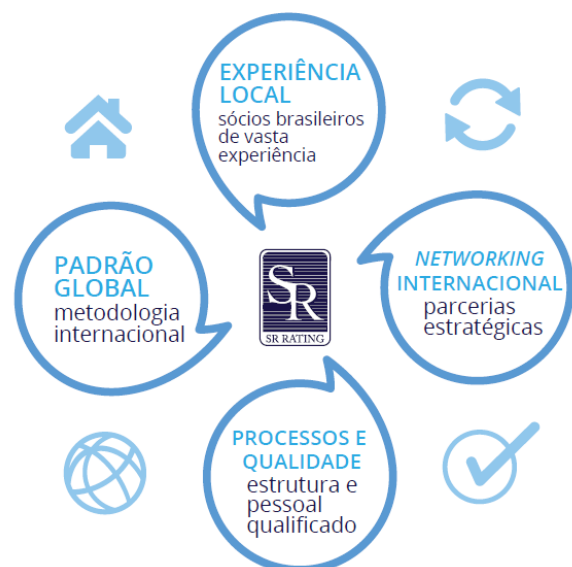 EXPERIÊNCIA
LOCAL
sócios brasileiros
de vasta
experiência
PADRÃO
GLOBAL
metodologia
internacional
SR
SR RATING
NETWORKING
INTERNACIONAL
parcerias
estratégicas
PROCESSOS E
QUALIDADE
estrutura e
pessoal
qualificado